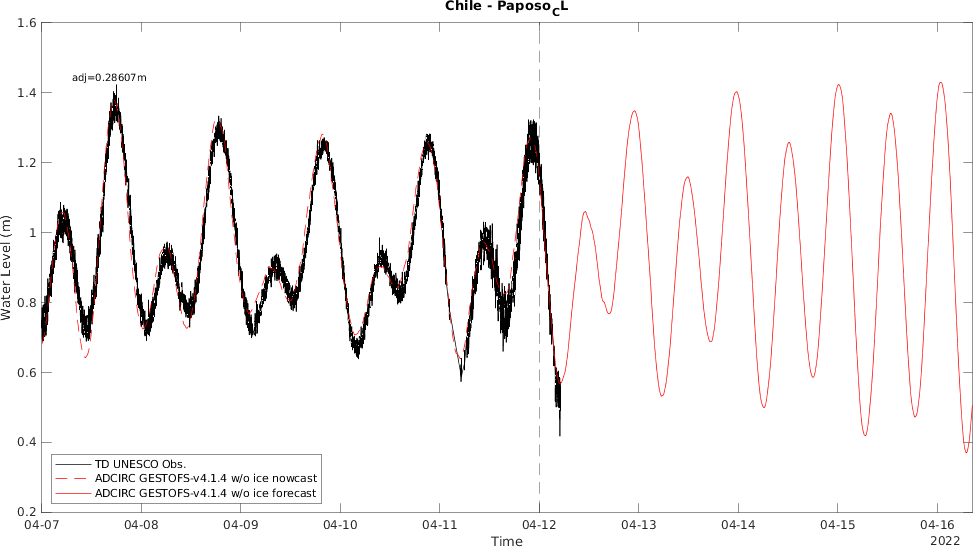 Chile - Paposo_CL
adj=0.28607m
Water Level (m)
1.6
1.4
1.2
1
0.8
0.6
0.4
0.2
TD UNESCO Obs.
ADCIRC GESTOFS-v4.1.4 w/o ice nowcast
ADCIRC GESTOFS-v4.1.4 w/o ice forecast
04-07 04-08 04-09 04-10 04-11 04-12 04-13 04-14 04-15 04-16
Time
2022